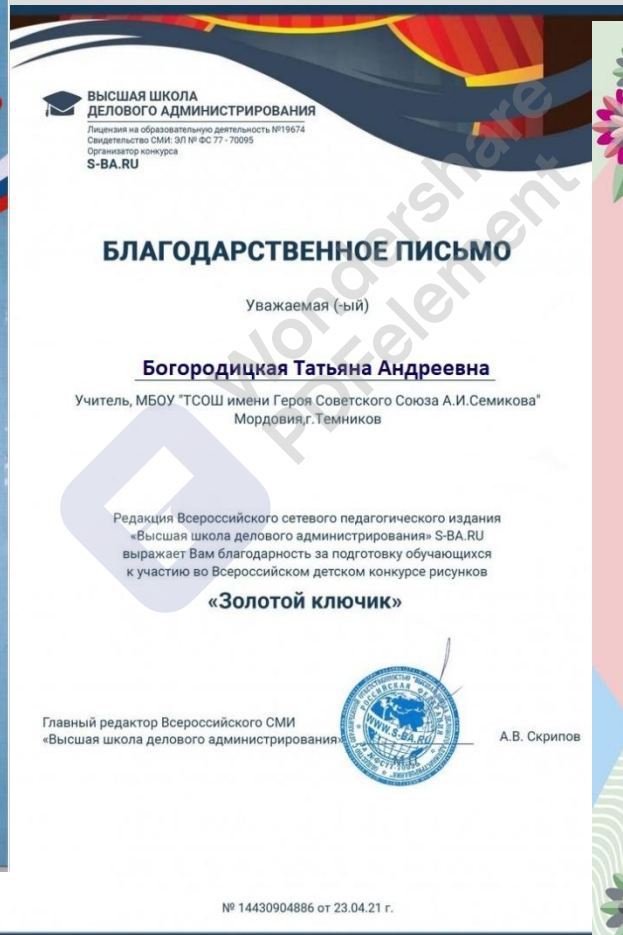 ВЫСШАЯ ШКОЛА
ДЕЛОВОГО АДМИНИСТРИРОВАНИЯ
Лицензия на образовательную деятельность №19674
Свидетельство СМИ: ЭЛ № ФС 77 - 70095
Организатор конкурса
S-BA.RU
БЛАГОДАРСТВЕННОЕ ПИСЬМО
Уважаемая (-ый)
Богородицкая Татьяна Андреевна
Учитель, МБОУ "ТСОШ имени Героя Советского Союза А.И.Семикова"
Мордовия,г.Темников
Wondershare
PDFelement
Редакция Всероссийского сетевого педагогического издания
«Высшая школа делового администрирования» S-BA.RU
выражает Вам благодарность за подготовку обучающихся
к участию во Всероссийском детском конкурсе рисунков
«Золотой ключик»
Главный редактор Всероссийского СМИ
«Высшая школа делового администрирования»
РОССИЙСКАЯ ФЕДЕРАЦИЯ
WWW.S-BA.RU
М.П.
А.В. Скрипов
№ 14430904886 от 23.04.21 г.